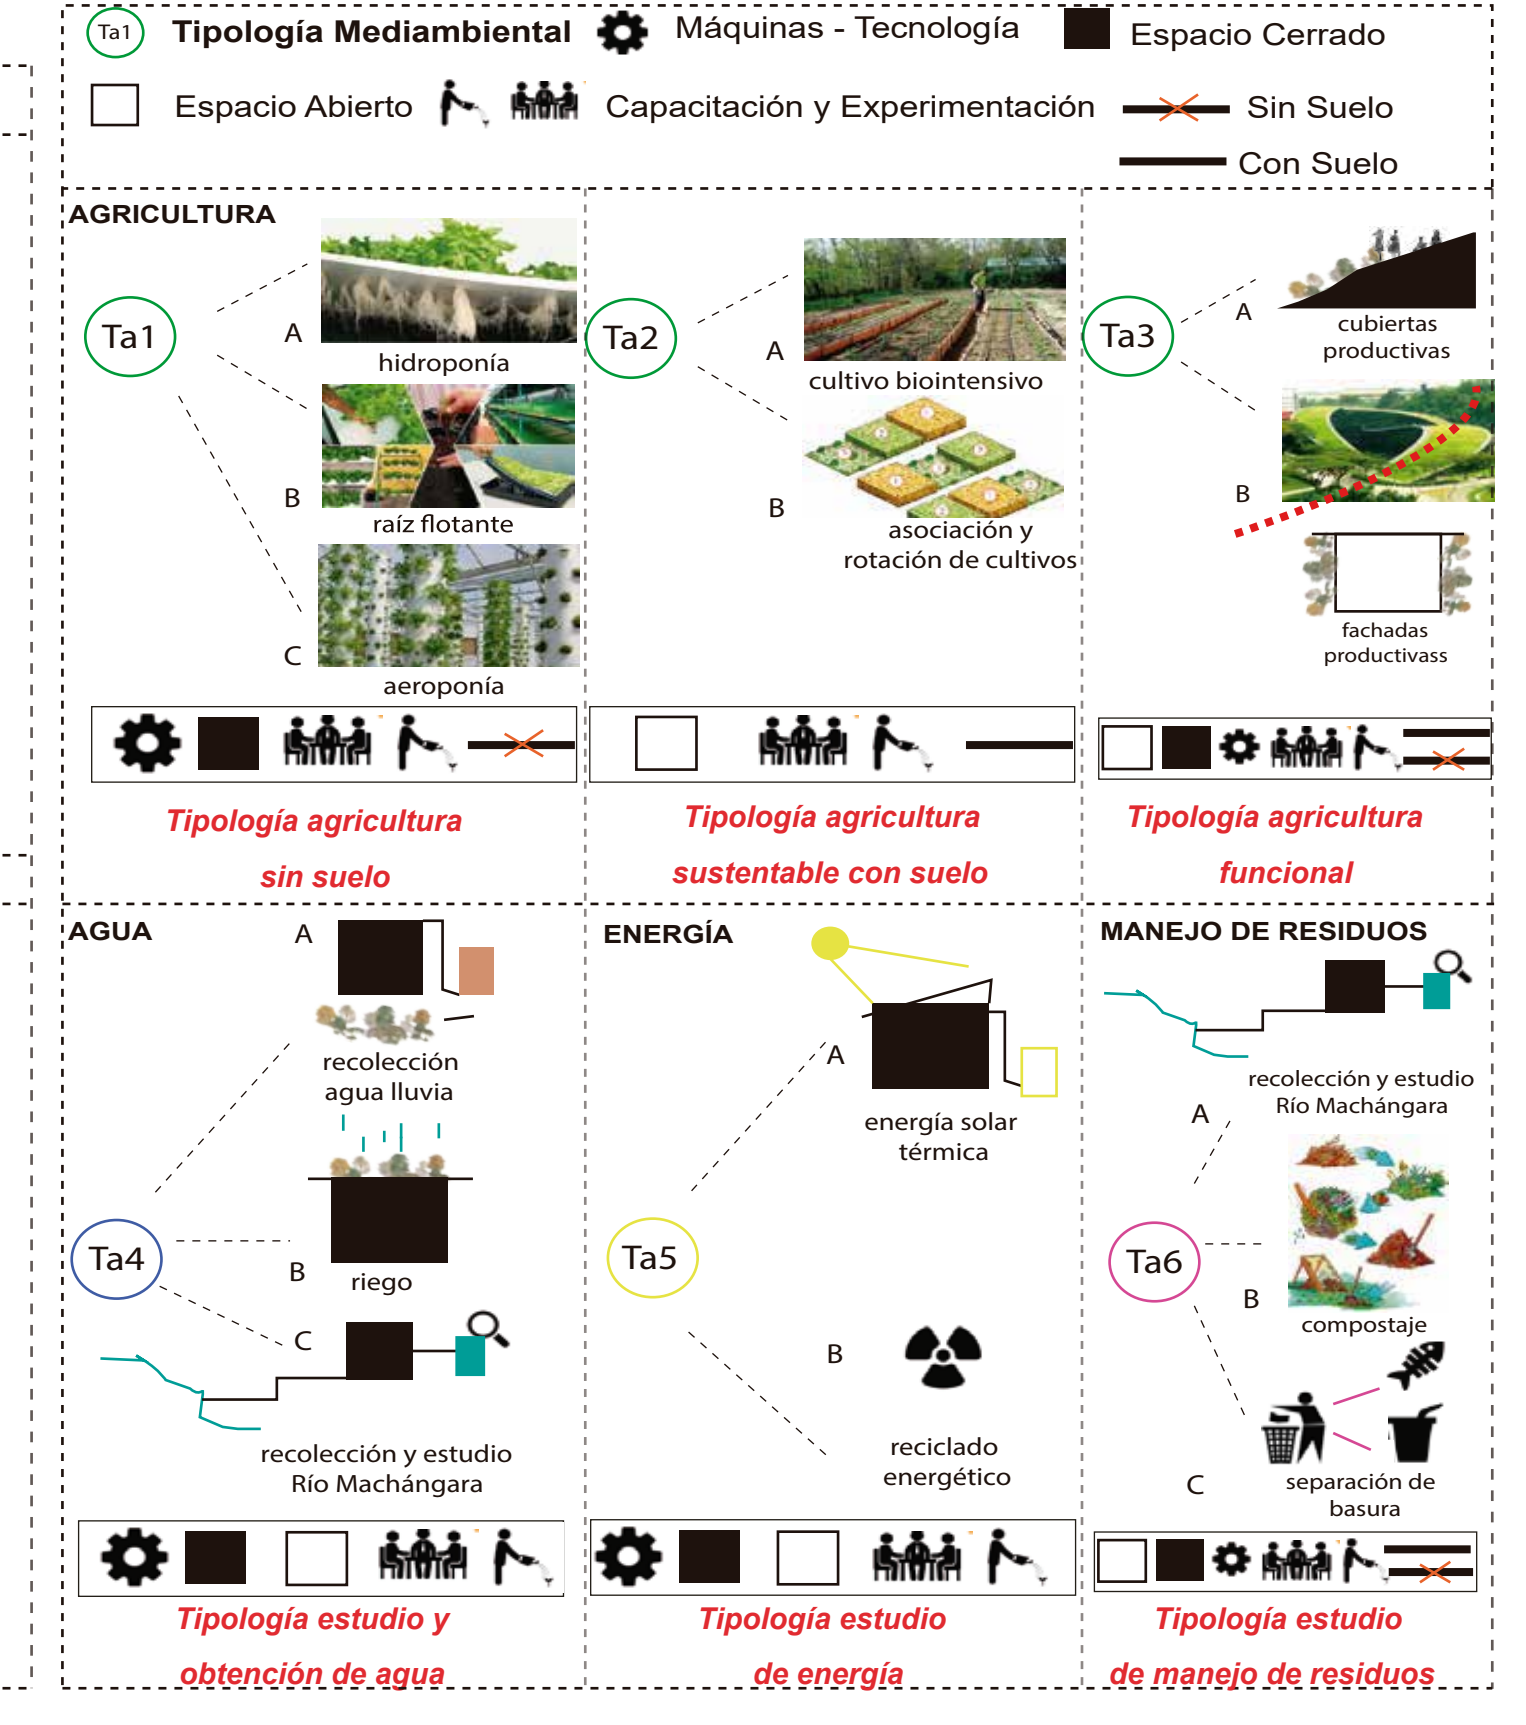 Ta1 Tipología Mediambiental Máquinas - Tecnología Espacio Cerrado
Espacio Abierto Capacitación y Experimentación Sin Suelo
Con Suelo
AGRICULTURA
Ta1
A
hidroponía
B
raíz flotante
C
aeroponía
Tipología agricultura
sin suelo
Ta2
A
cultivo biointensivo
B
asociación y
rotación de cultivos
Tipología agricultura
sustentable con suelo
Ta3
A
cubiertas
productivas
B
fachadas
productivass
Tipología agricultura
funcional
AGUA
A
recolección
agua lluvia
Ta4
B
riego
C
recolección y estudio
Río Machángara
Tipología estudio y
obtención de agua
ENERGÍA
A
energía solar
térmica
Ta5
B
reciclado
energético
Tipología estudio
de energía
MANEJO DE RESIDUOS
recolección y estudio
Río Machángara
A
Ta6
B
compostaje
C
separación de
basura
Tipología estudio
de manejo de residuos